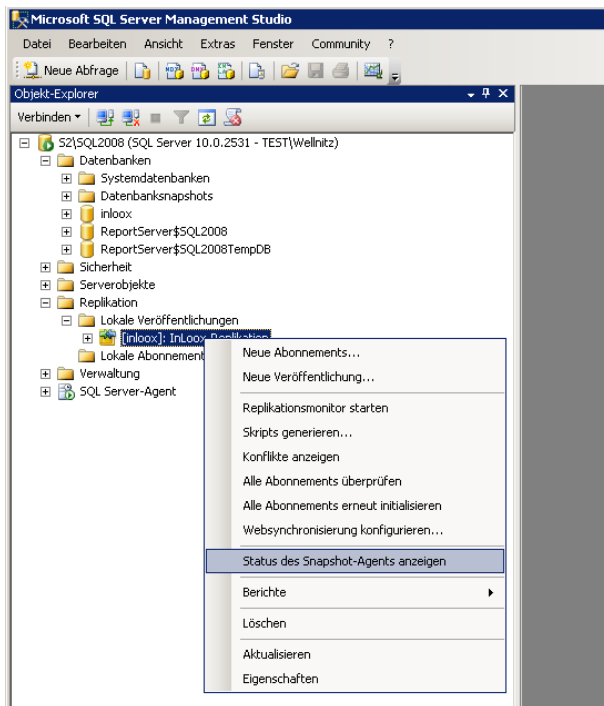 Microsoft SQL Server Management Studio
Datei Bearbeiten Ansicht Extras Fenster Community ?
Neue Abfrage
Objekt-Explorer
Verbinden
S2\SQL2008 (SQL Server 10.0.2531 - TEST\Wellnitz)
Datenbanken
Systemdatenbanken
Datenbanksnapshots
inloox
ReportServer$SQL2008
ReportServer$SQL2008TempDB
Sicherheit
Serverobjekte
Replikation
Lokale Veröffentlichungen
[inloox]: InLoox Replikation
Lokale Abonnement
Verwaltung
SQL Server-Agent
Neue Abonnements...
Neue Veröffentlichung...
Replikationsmonitor starten
Skripts generieren...
Konflikte anzeigen
Alle Abonnements überprüfen
Alle Abonnements erneut initialisieren
Websynchronisierung konfigurieren...
Status des Snapshot-Agents anzeigen
Berichte
Löschen
Aktualisieren
Eigenschaften